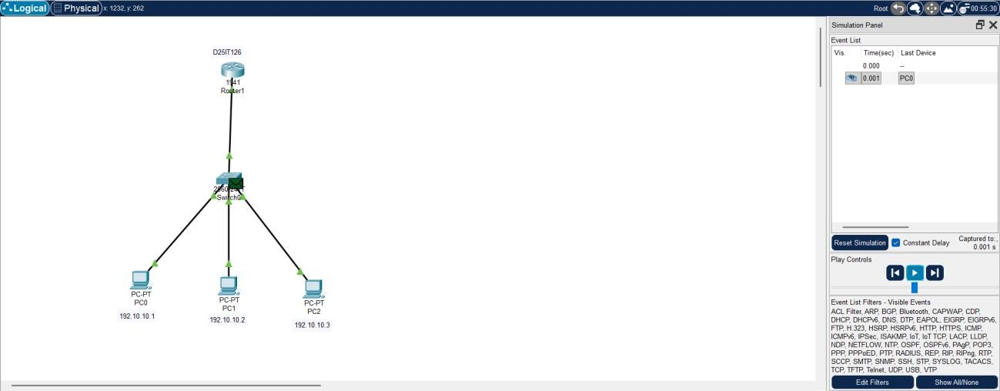 Logical Physical x: 1232, y: 262 Root 00:55:30
D25IT126
1941
Router1
Switch0
PC-PT
PC0
192.10.10.1
PC-PT
PC1
192.10.10.2
PC-PT
PC2
192.10.10.3
Simulation Panel
Event List
Vis. Time(sec) Last Device
0.000 --
0.001 PC0
Reset Simulation Constant Delay Captured to:
0.001 s
Play Controls
Event List Filters - Visible Events
ACL Filter, ARP, BGP, Bluetooth, CAPWAP, CDP,
DHCP, DHCPv6, DNS, DTP, EAPOL, EIGRP, EIGRPv6,
FTP, H.323, HSRP, HSRPv6, HTTP, HTTPS, ICMP,
ICMPv6, IPSec, ISAKMP, IoT, IoT TCP, LACP, LLDP,
NDP, NETFLOW, NTP, OSPF, OSPFv6, PAgP, POP3,
PPP, PPPoED, PTP, RADIUS, REP, RIP, RIPng, RTP,
SCCP, SMTP, SNMP, SSH, STP, SYSLOG, TACACS,
TCP, TFTP, Telnet, UDP, USB, VTP
Edit Filters Show All/None